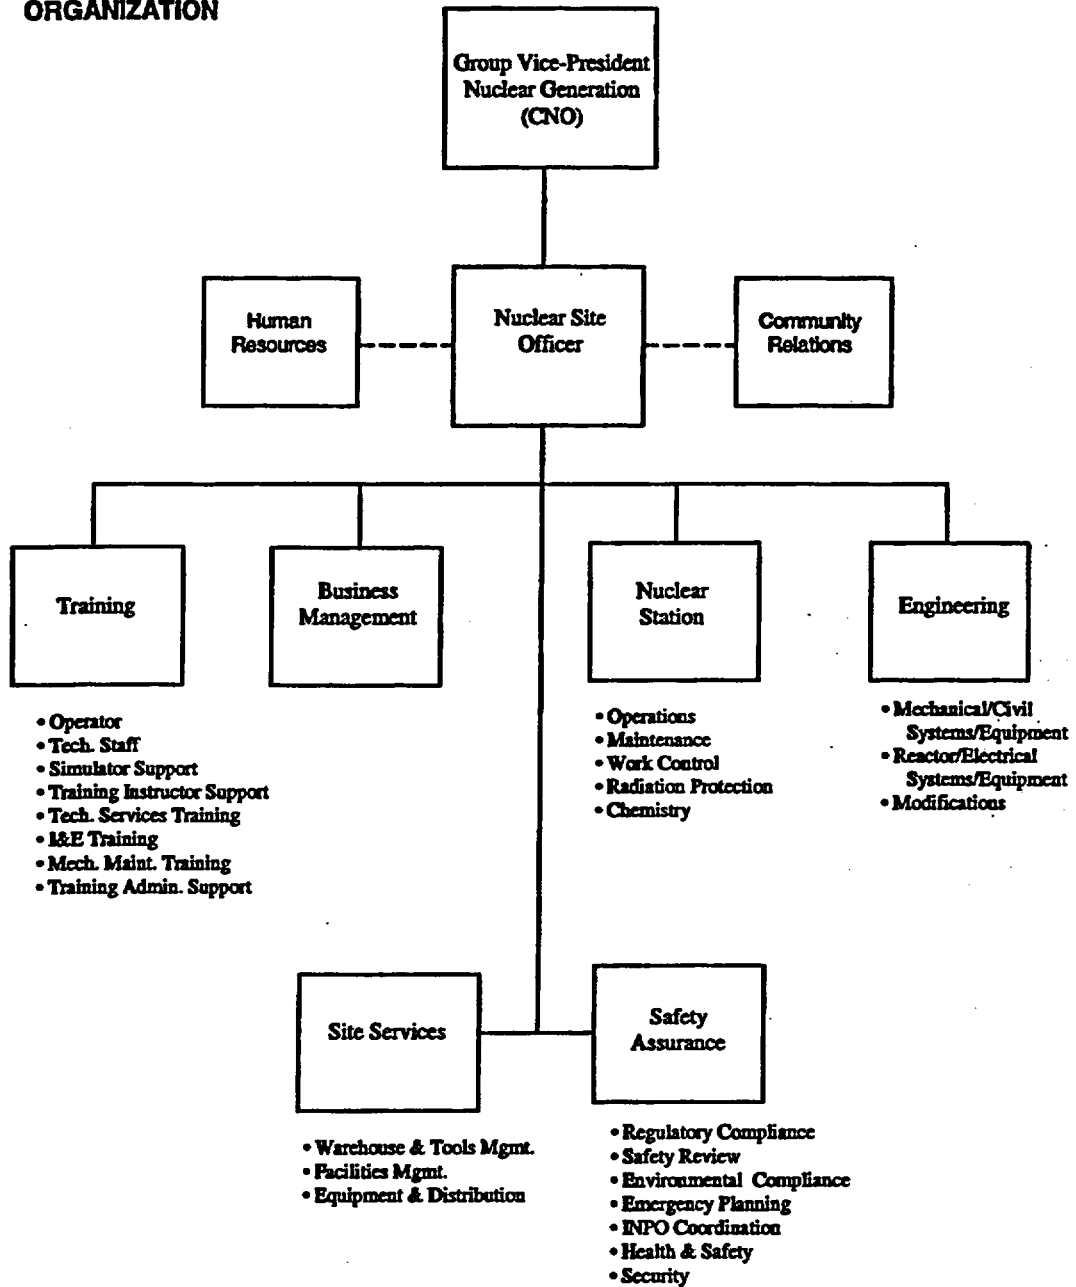 ORGANIZATION
Group Vice-President
Nuclear Generation
(CNO)
Human
Resources
Nuclear Site
Officer
Community
Relations
Training
Business
Management
Nuclear
Station
Engineering
• Operator
• Tech. Staff
• Simulator Support
• Training Instructor Support
• Tech. Services Training
• I&E Training
• Mech. Maint. Training
• Training Admin. Support
• Operations
• Maintenance
• Work Control
• Radiation Protection
• Chemistry
• Mechanical/Civil
Systems/Equipment
• Reactor/Electrical
Systems/Equipment
• Modifications
Site Services
Safety
Assurance
• Warehouse & Tools Mgmt.
• Facilities Mgmt.
• Equipment & Distribution
• Regulatory Compliance
• Safety Review
• Environmental Compliance
• Emergency Planning
• INPO Coordination
• Health & Safety
• Security